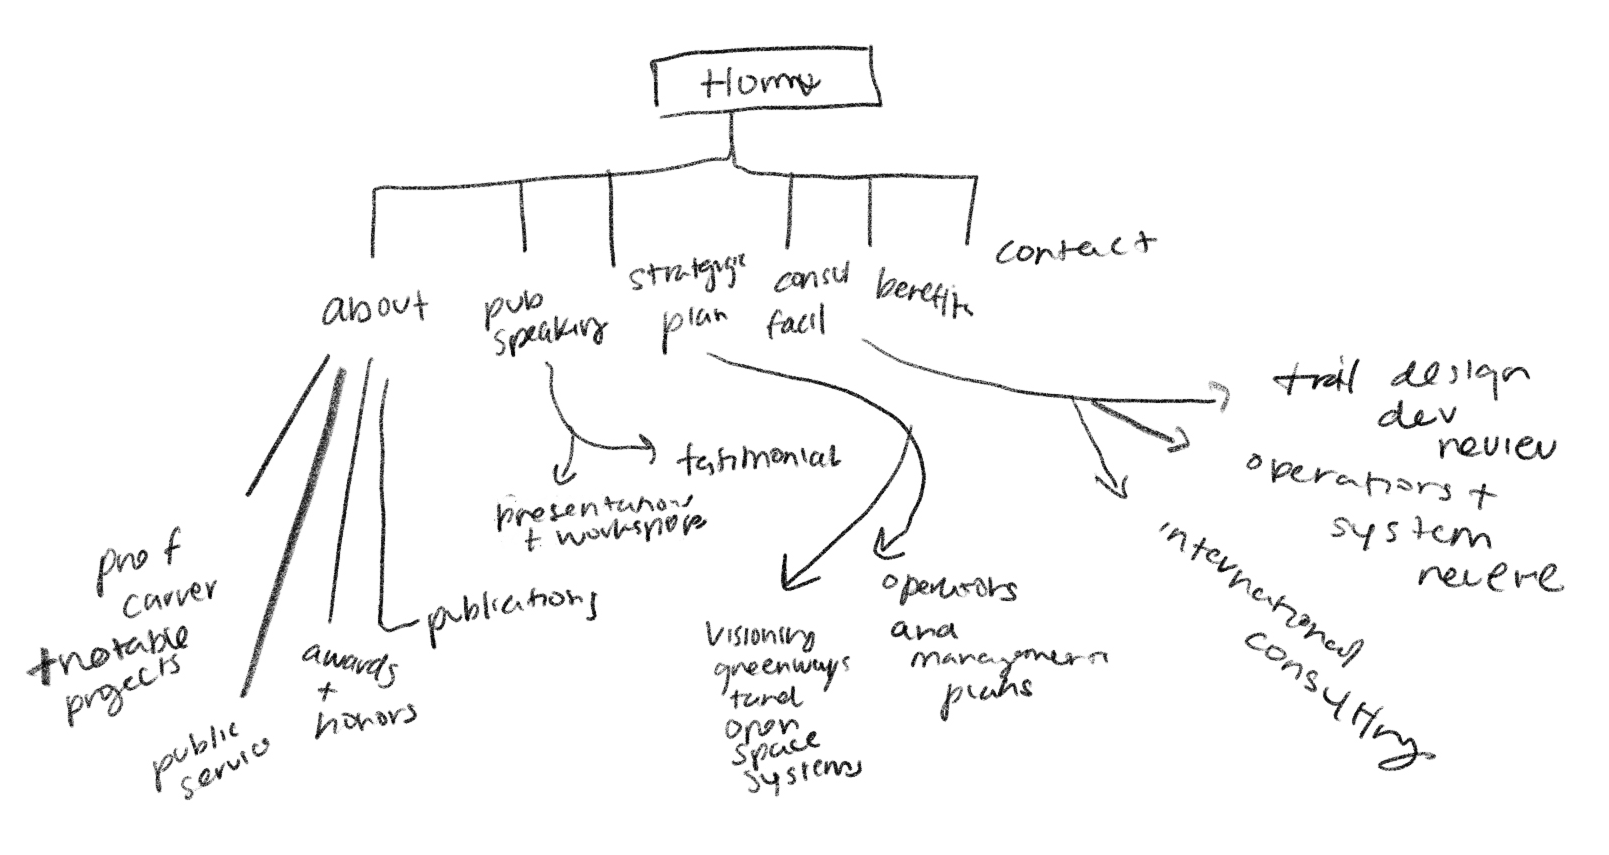 Home
about
pub
speaking
strategic
plan
consul
facil
benefits
contact
prof
career
+ notable
projects
public
service
awards
+
honors
publications
presentations
+ workshops
testimonial
visioning
greenways
and
open
space
systems
operations
and
management
plans
trail design
dev
review
operations +
system
review
international
consulting